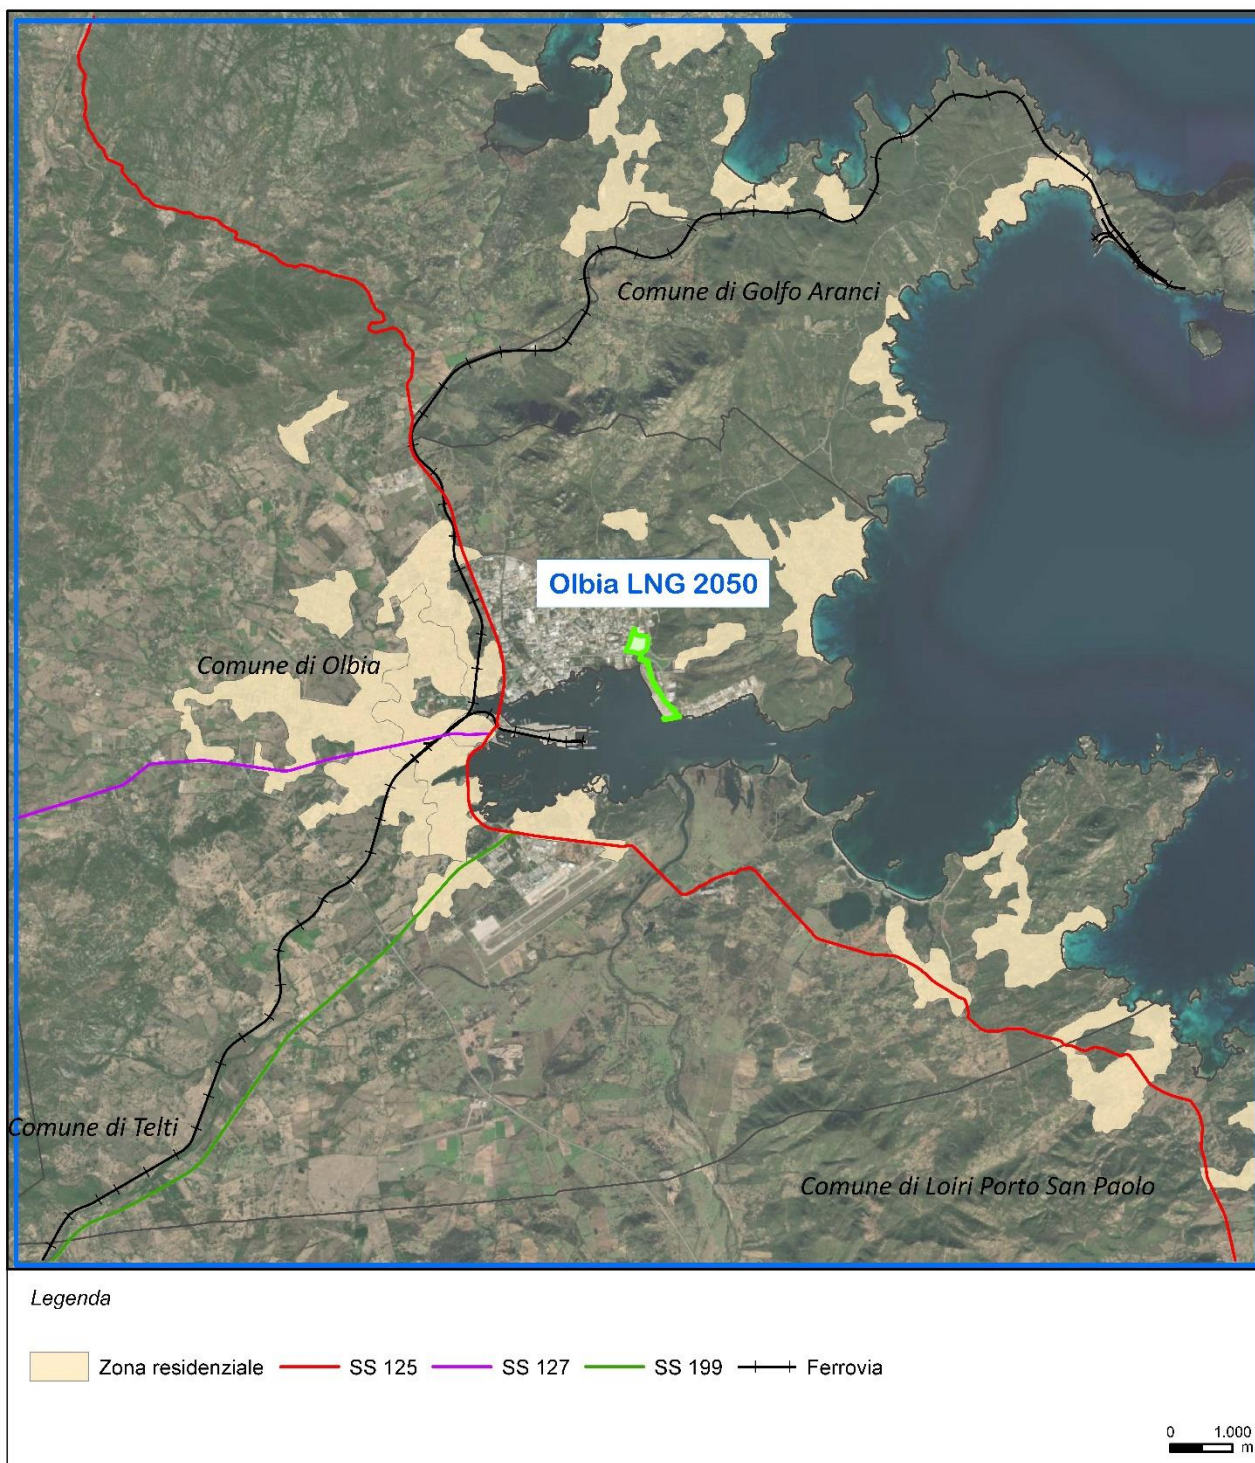 Comune di Golfo Aranci
Olbia LNG 2050
Comune di Olbia
Comune di Telti
Comune di Loiri Porto San Paolo
Legenda
Zona residenziale SS 125 SS 127 SS 199 Ferrovia
0 1.000
m